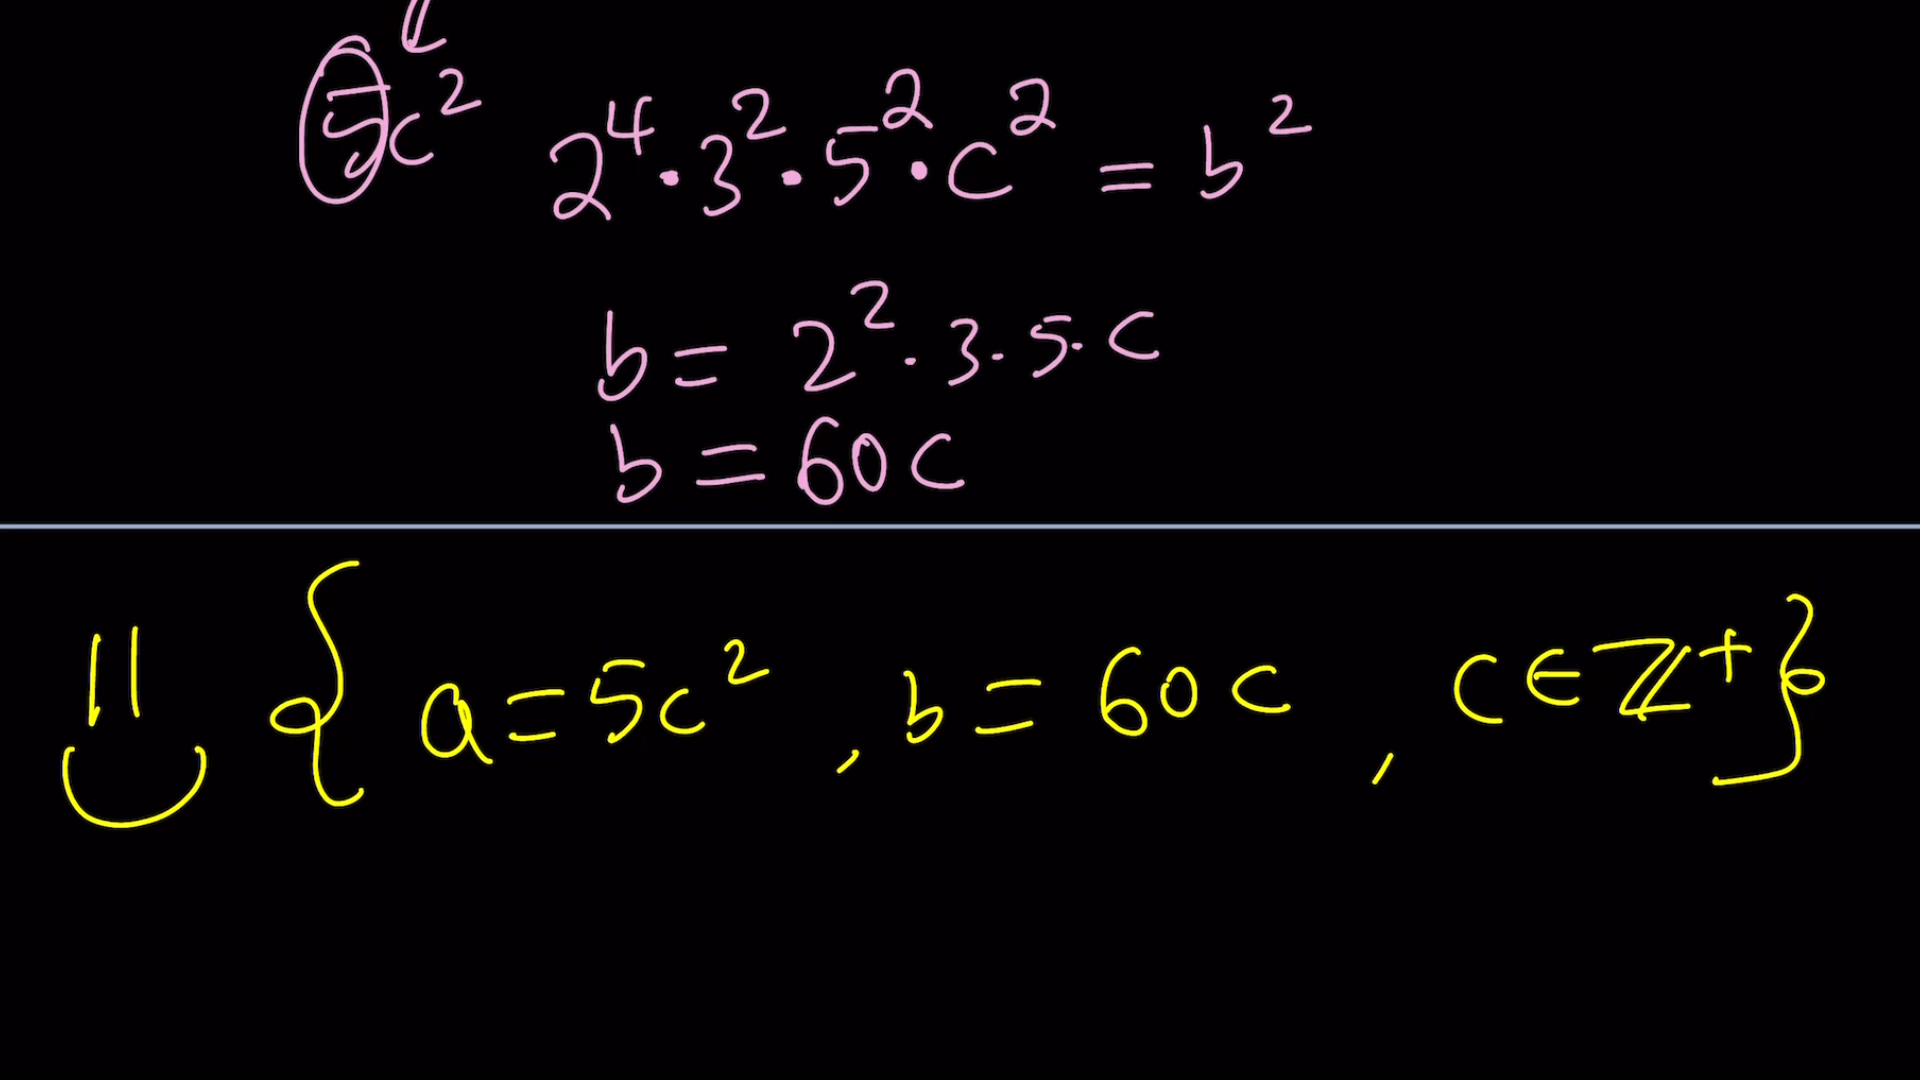 5c² 2⁴·3²·5²·c² = b²
b = 2²·3·5·c
b = 60c
{ a = 5c² , b = 60c , c ∈ ℤ⁺ }